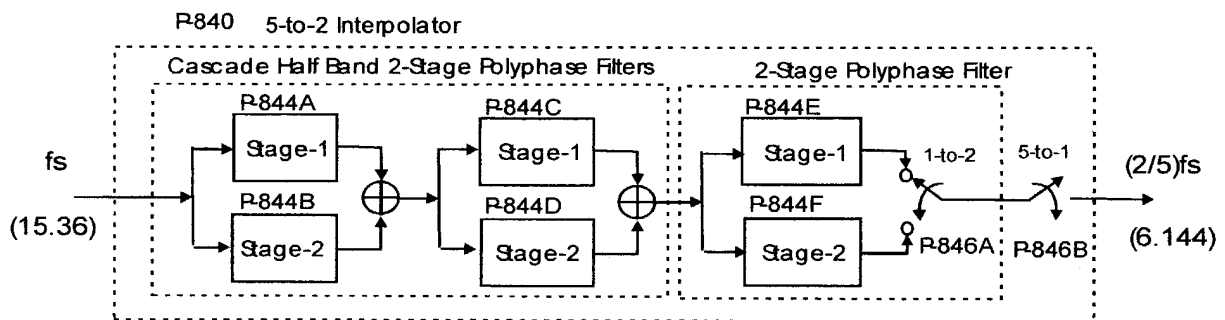 P-840 5-to-2 Interpolator
Cascade Half Band 2-Stage Polyphase Filters
2-Stage Polyphase Filter
P-844A
P-844C
P-844E
Stage-1
Stage-1
Stage-1
1-to-2
5-to-1
fs
(2/5)fs
P-844B
P-844D
P-844F
(15.36)
(6.144)
Stage-2
Stage-2
Stage-2
P-846A
P-846B